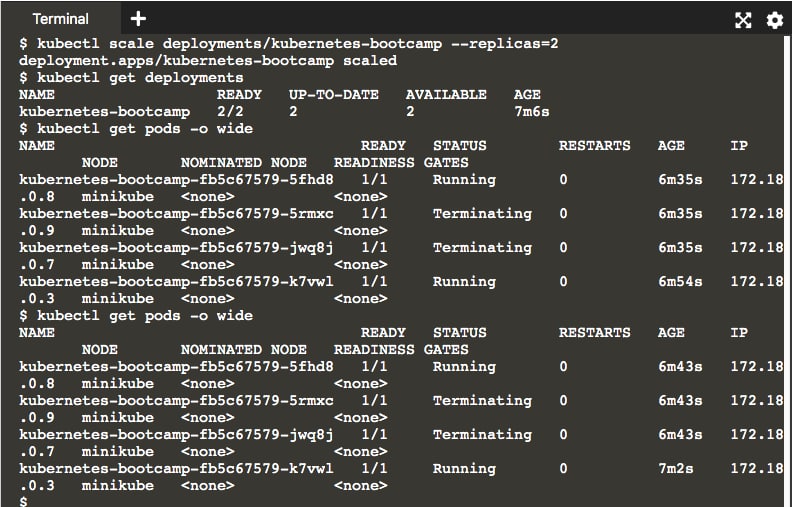 Terminal
$ kubectl scale deployments/kubernetes-bootcamp --replicas=2
deployment.apps/kubernetes-bootcamp scaled
$ kubectl get deployments
NAME                  READY   UP-TO-DATE   AVAILABLE   AGE
kubernetes-bootcamp   2/2     2            2           7m6s
$ kubectl get pods -o wide
NAME                                  READY   STATUS        RESTARTS   AGE     IP
       NODE       NOMINATED NODE   READINESS GATES
kubernetes-bootcamp-fb5c67579-5fhd8   1/1     Running       0          6m35s   172.18
.0.8   minikube   <none>           <none>
kubernetes-bootcamp-fb5c67579-5rmxc   1/1     Terminating   0          6m35s   172.18
.0.9   minikube   <none>           <none>
kubernetes-bootcamp-fb5c67579-jwq8j   1/1     Terminating   0          6m35s   172.18
.0.7   minikube   <none>           <none>
kubernetes-bootcamp-fb5c67579-k7vwl   1/1     Running       0          6m54s   172.18
.0.3   minikube   <none>           <none>
$ kubectl get pods -o wide
NAME                                  READY   STATUS        RESTARTS   AGE     IP
       NODE       NOMINATED NODE   READINESS GATES
kubernetes-bootcamp-fb5c67579-5fhd8   1/1     Running       0          6m43s   172.18
.0.8   minikube   <none>           <none>
kubernetes-bootcamp-fb5c67579-5rmxc   1/1     Terminating   0          6m43s   172.18
.0.9   minikube   <none>           <none>
kubernetes-bootcamp-fb5c67579-jwq8j   1/1     Terminating   0          6m43s   172.18
.0.7   minikube   <none>           <none>
kubernetes-bootcamp-fb5c67579-k7vwl   1/1     Running       0          7m2s    172.18
.0.3   minikube   <none>           <none>
$